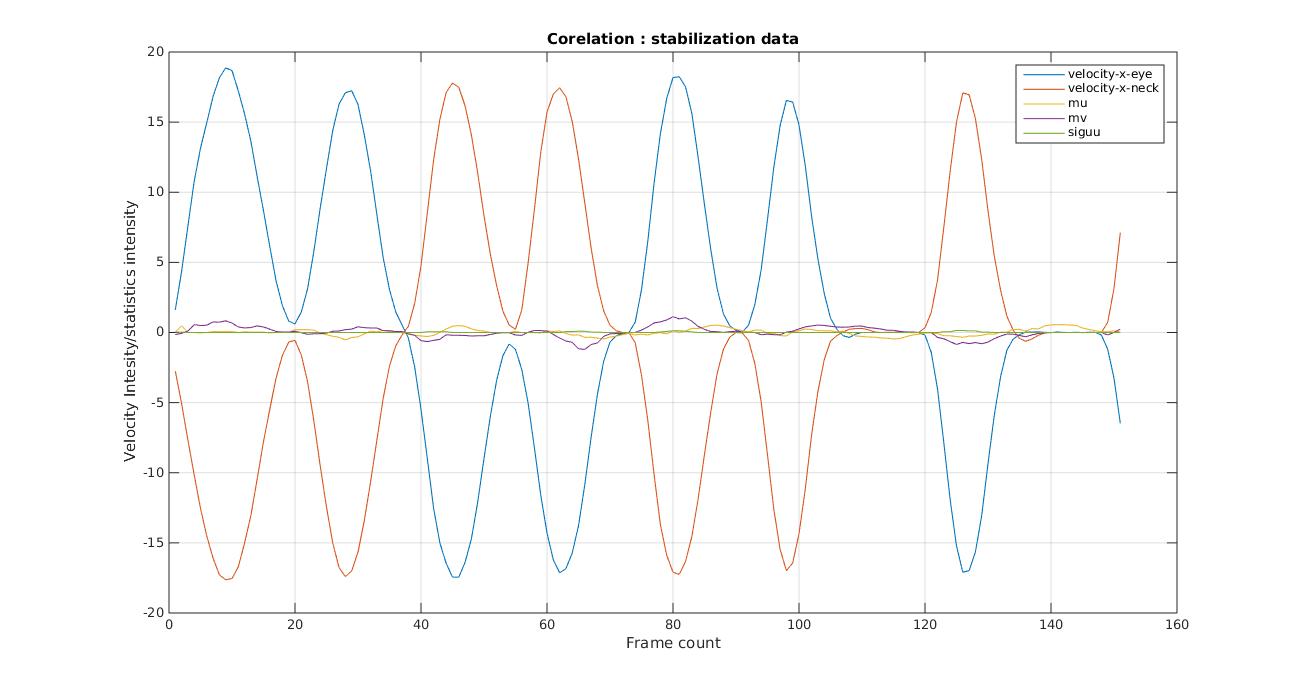 Corelation : stabilization data
20
15
10
5
0
-5
-10
-15
-20
Velocity Intesity/statistics intensity
velocity-x-eye
velocity-x-neck
mu
mv
siguu
0 20 40 60 80 100 120 140 160
Frame count